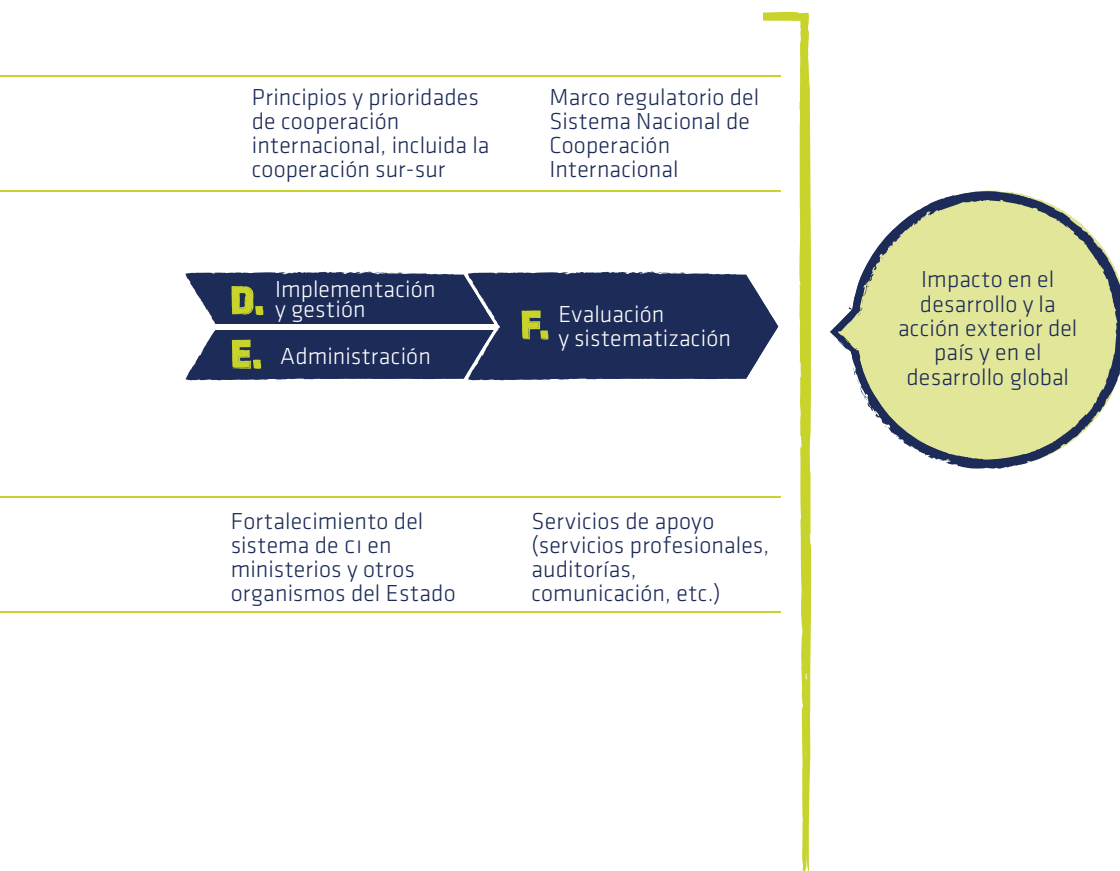 Principios y prioridades
de cooperación
internacional, incluida la
cooperación sur-sur
Marco regulatorio del
Sistema Nacional de
Cooperación
Internacional
D. Implementación
y gestión
E. Administración
F. Evaluación
y sistematización
Impacto en el
desarrollo y la
acción exterior del
país y en el
desarrollo global
Fortalecimiento del
sistema de CI en
ministerios y otros
organismos del Estado
Servicios de apoyo
(servicios profesionales,
auditorías,
comunicación, etc.)